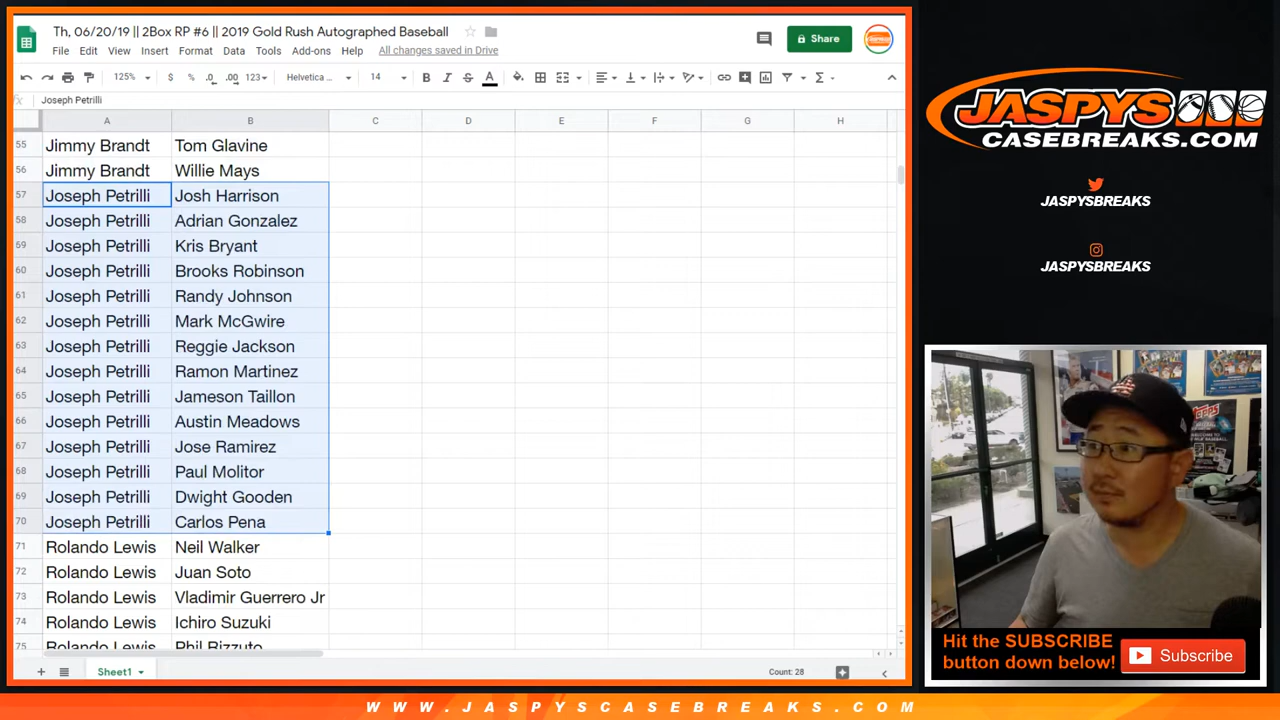 Th, 06/20/19 || 2Box RP #6 || 2019 Gold Rush Autographed Baseball
File Edit View Insert Format Data Tools Add-ons Help All changes saved in Drive
Share
125% $ % .0 .00 123 Helvetica ... 14 B I S A
fx Joseph Petrilli
A B C D E F G H
55 Jimmy Brandt Tom Glavine
56 Jimmy Brandt Willie Mays
57 Joseph Petrilli Josh Harrison
58 Joseph Petrilli Adrian Gonzalez
59 Joseph Petrilli Kris Bryant
60 Joseph Petrilli Brooks Robinson
61 Joseph Petrilli Randy Johnson
62 Joseph Petrilli Mark McGwire
63 Joseph Petrilli Reggie Jackson
64 Joseph Petrilli Ramon Martinez
65 Joseph Petrilli Jameson Taillon
66 Joseph Petrilli Austin Meadows
67 Joseph Petrilli Jose Ramirez
68 Joseph Petrilli Paul Molitor
69 Joseph Petrilli Dwight Gooden
70 Joseph Petrilli Carlos Pena
71 Rolando Lewis Neil Walker
72 Rolando Lewis Juan Soto
73 Rolando Lewis Vladimir Guerrero Jr
74 Rolando Lewis Ichiro Suzuki
75 Rolando Lewis Phil Rizzuto
Sheet1
Count: 28
JASPYS
CASEBREAKS.COM
JASPYSBREAKS
JASPYSBREAKS
Topps
Hit the SUBSCRIBE
button down below!
Subscribe
WWW.JASPYSCASEBREAKS.COM